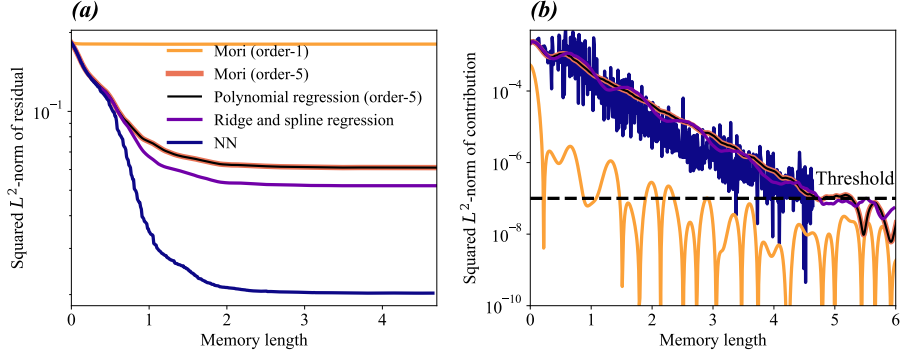 (a)
Squared L²-norm of residual
10⁻¹
Mori (order-1)
Mori (order-5)
Polynomial regression (order-5)
Ridge and spline regression
NN
0 1 2 3 4
Memory length
(b)
Squared L²-norm of contribution
10⁻⁴
10⁻⁶
10⁻⁸
10⁻¹⁰
Threshold
0 1 2 3 4 5 6
Memory length